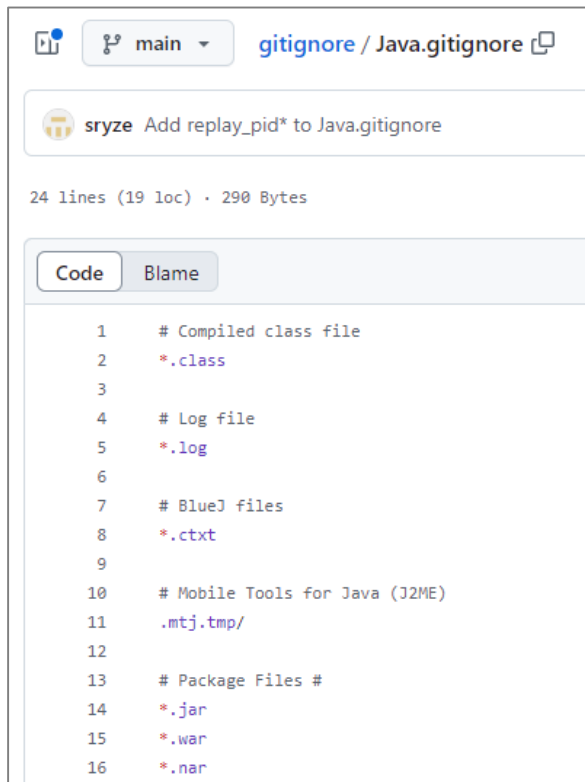 main
gitignore / Java.gitignore
sryze Add replay_pid* to Java.gitignore
24 lines (19 loc) · 290 Bytes
Code Blame
1 # Compiled class file
2 *.class
3
4 # Log file
5 *.log
6
7 # BlueJ files
8 *.ctxt
9
10 # Mobile Tools for Java (J2ME)
11 .mtj.tmp/
12
13 # Package Files #
14 *.jar
15 *.war
16 *.nar